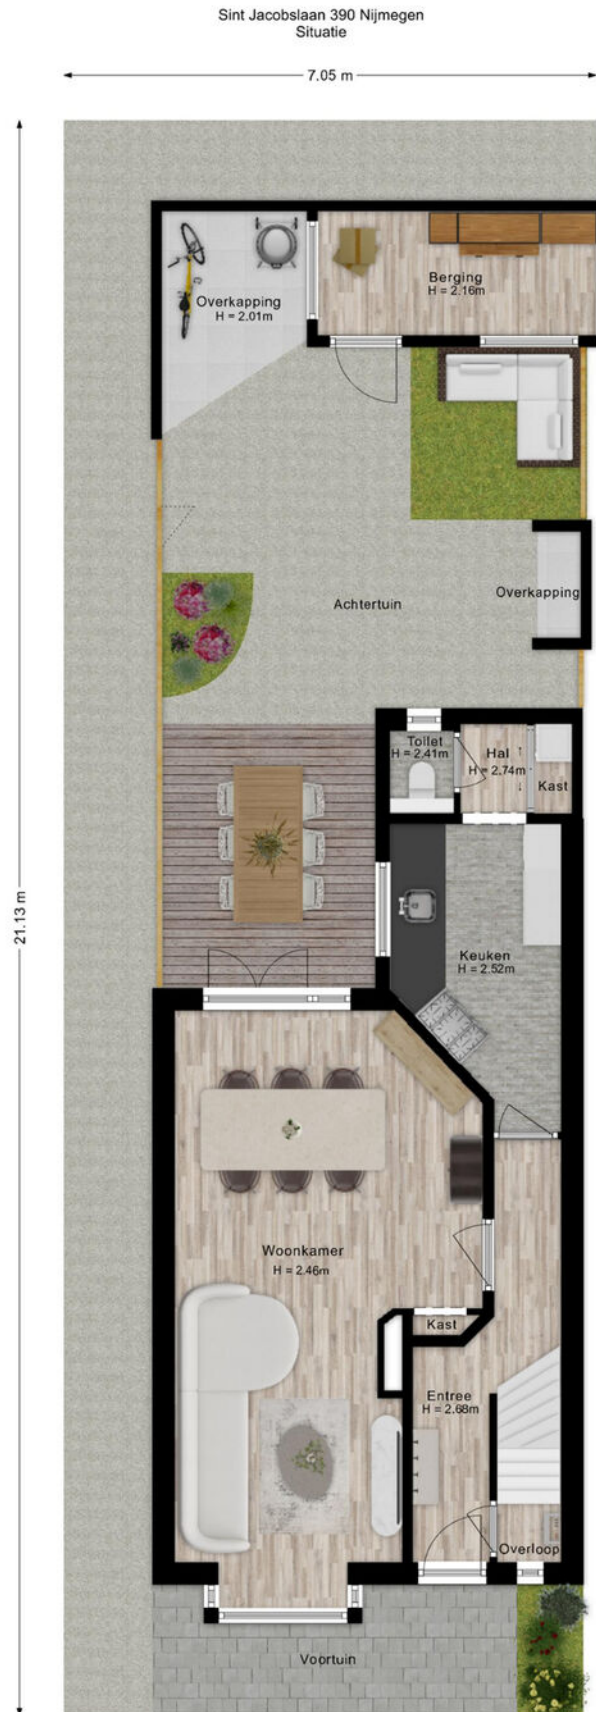 Sint Jacobslaan 390 Nijmegen
Situatie
7.05 m
21.13 m
Berging
H = 2.16m
Overkapping
H = 2.01m
Overkapping
Achtertuin
Toilet
H = 2.41m
Hal
H = 2.74m
Kast
Keuken
H = 2.52m
Woonkamer
H = 2.46m
Kast
Entree
H = 2.68m
Overloop
Voortuin